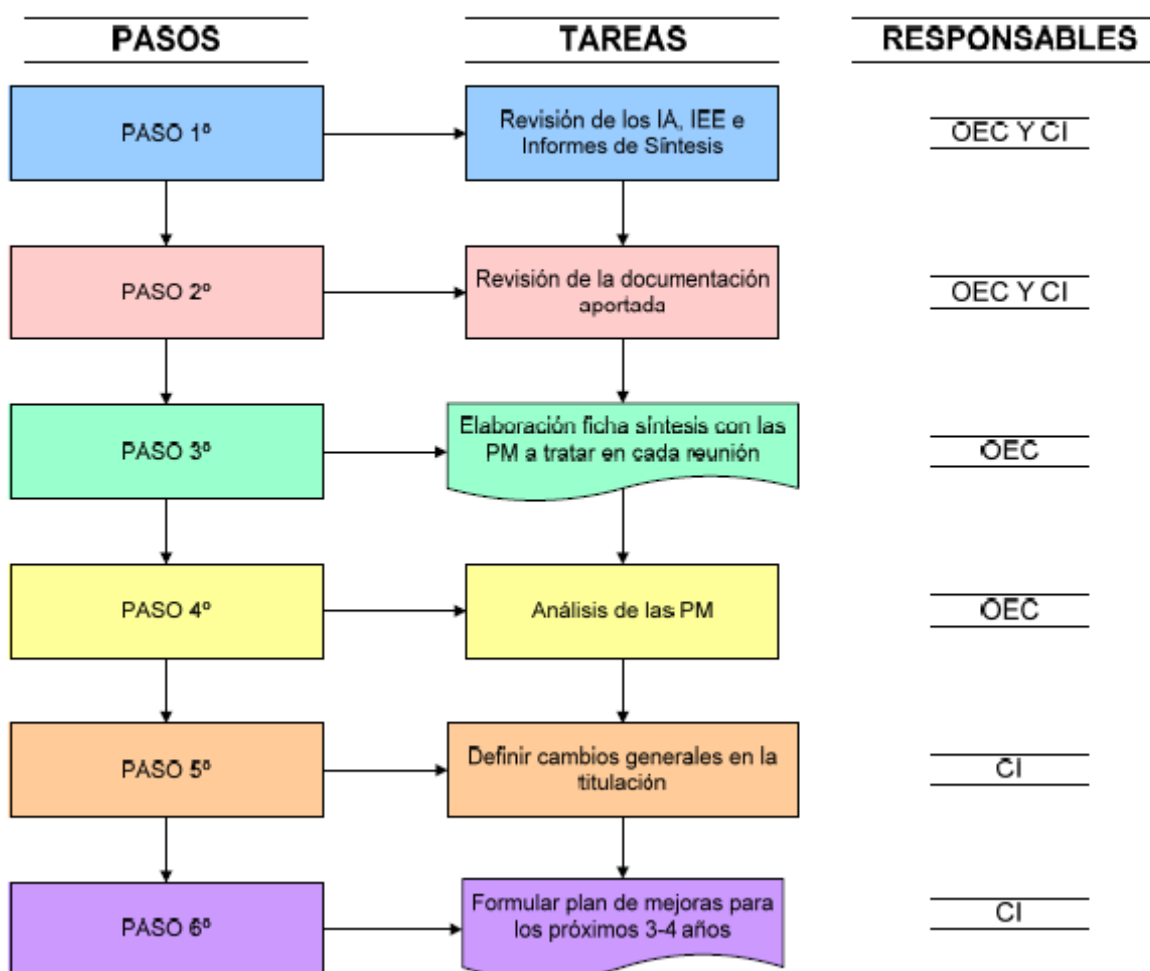 PASOS TAREAS RESPONSABLES
PASO 1º
Revisión de los IA, IEE e
Informes de Síntesis
OEC Y CI
PASO 2º
Revisión de la documentación
aportada
OEC Y CI
PASO 3º
Elaboración ficha síntesis con las
PM a tratar en cada reunión
OEC
PASO 4º
Análisis de las PM
OEC
PASO 5º
Definir cambios generales en la
titulación
CI
PASO 6º
Formular plan de mejoras para
los próximos 3-4 años
CI